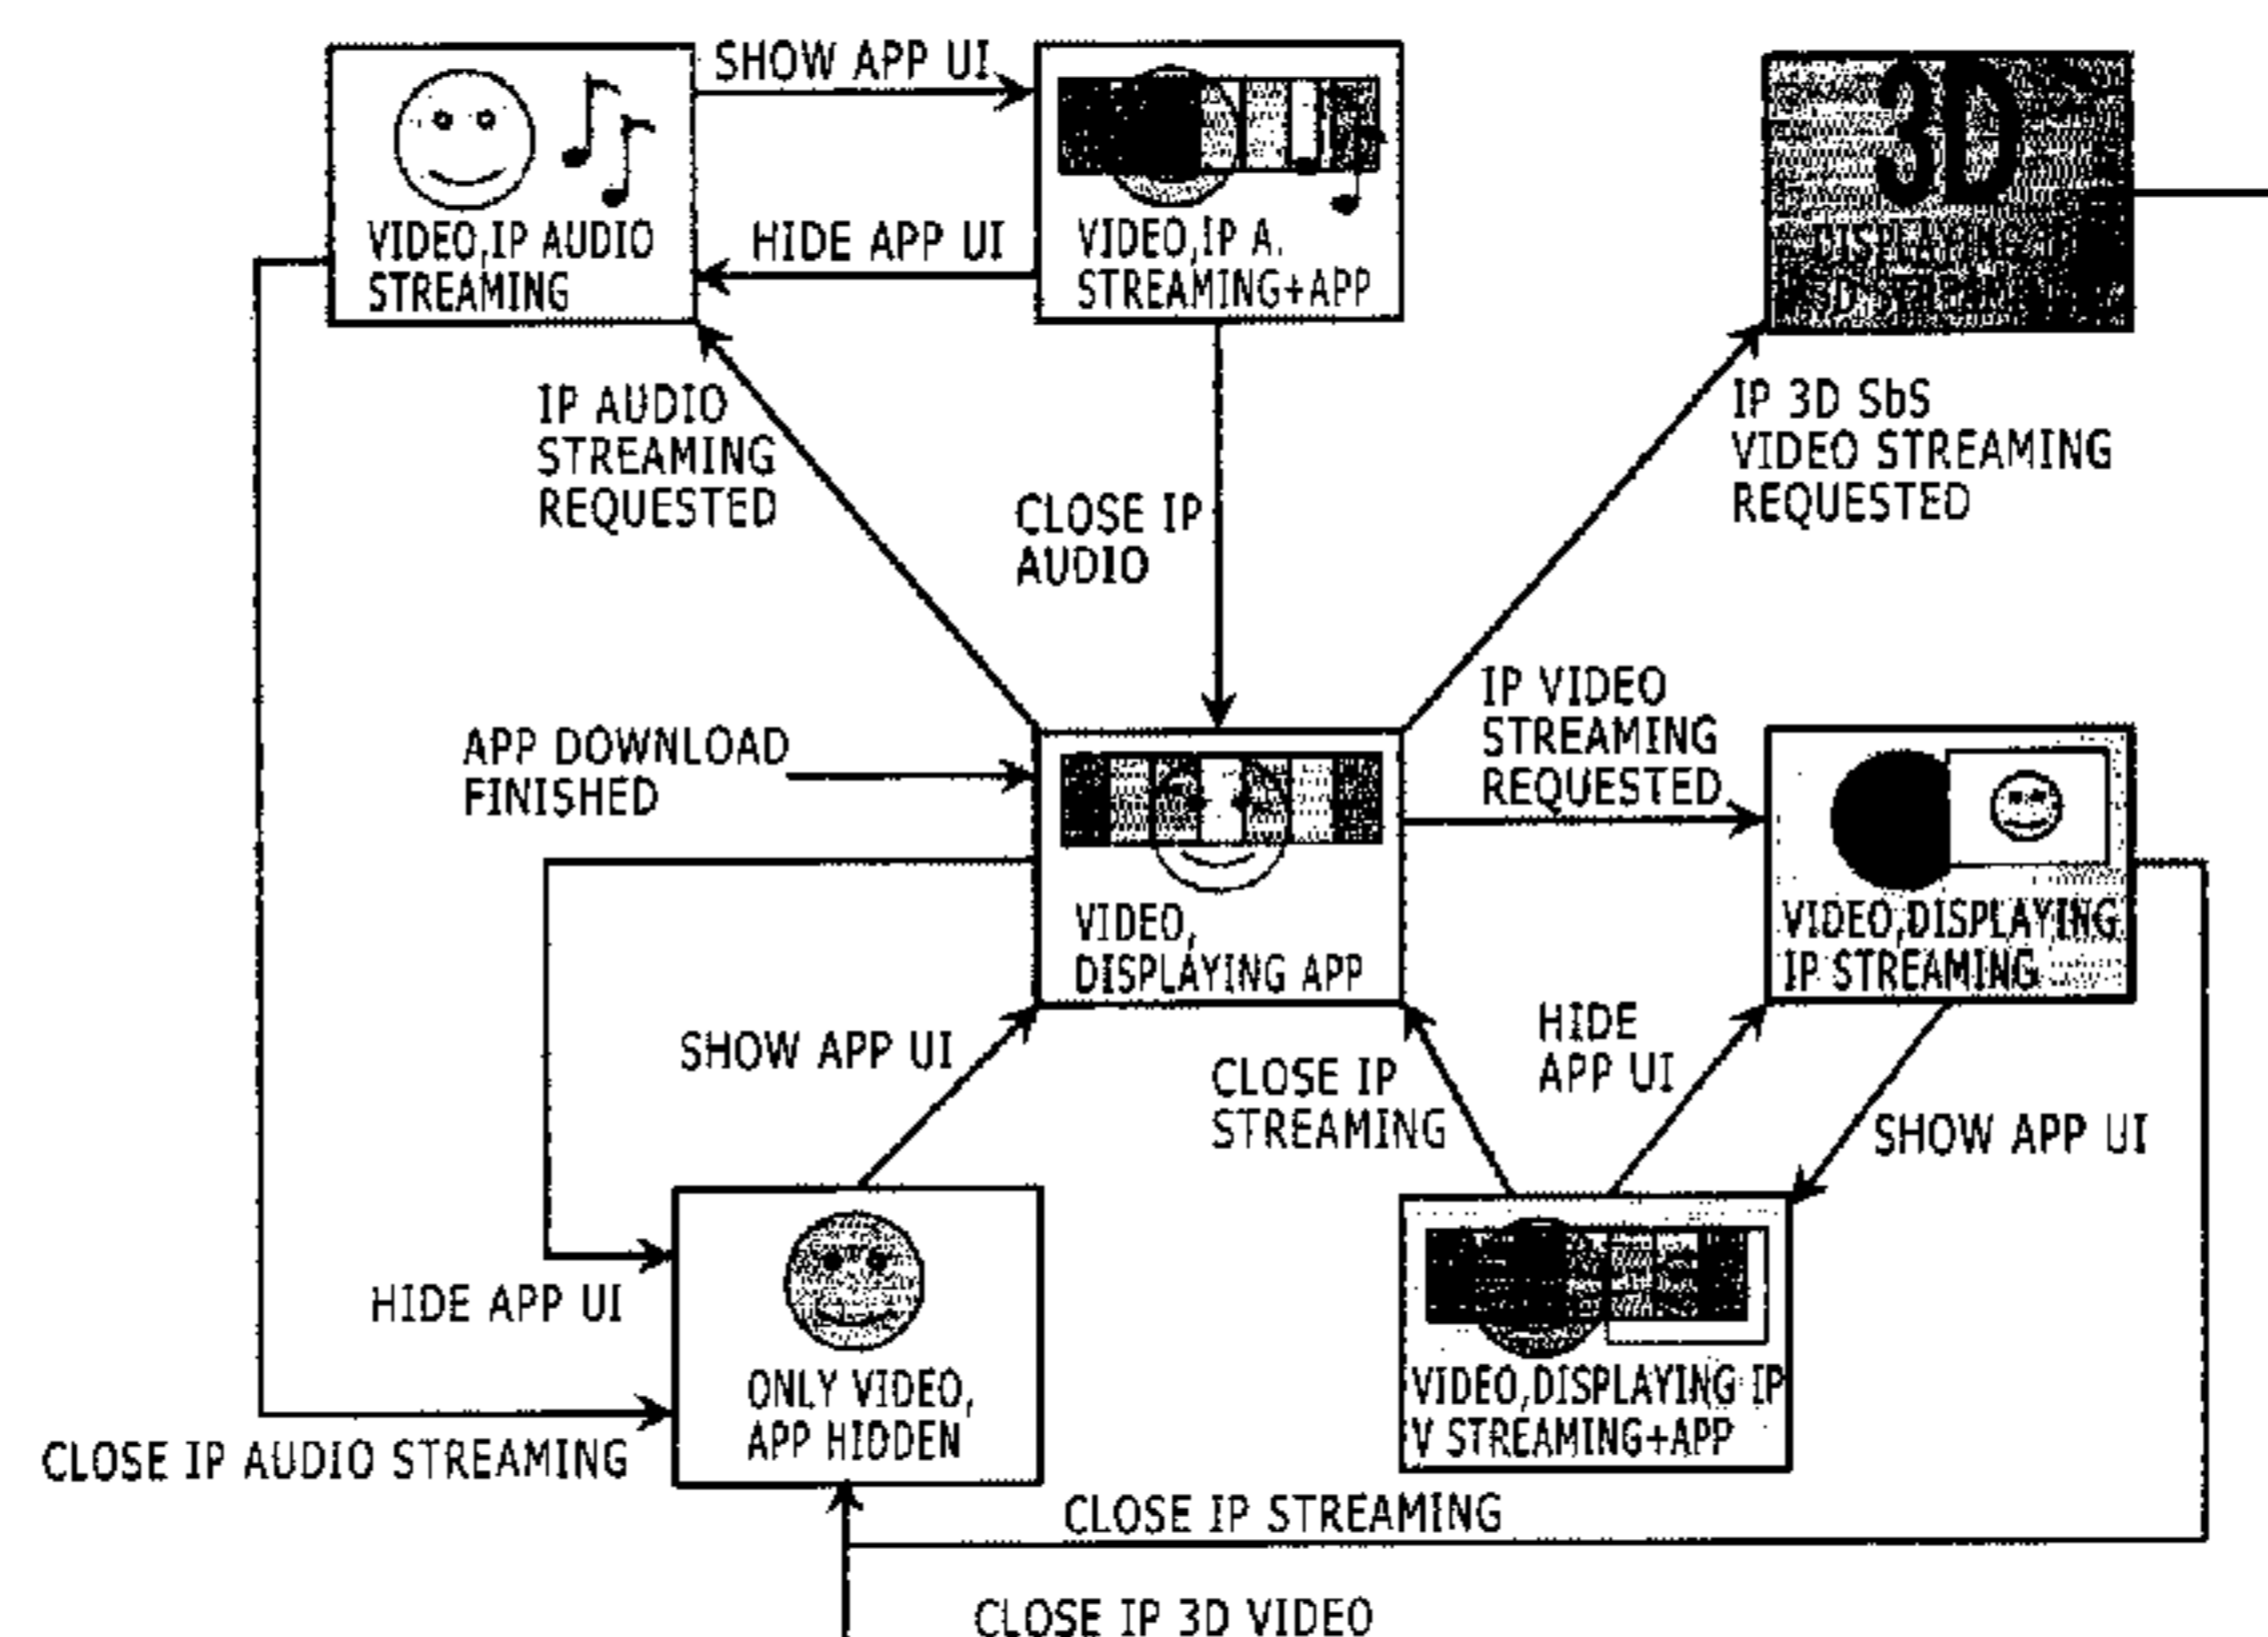 SHOW APP UI
VIDEO,IP AUDIO
STREAMING
HIDE APP UI
VIDEO,IP A.
STREAMING+APP
3D
DISPLAYING
IP AUDIO
STREAMING
REQUESTED
CLOSE IP
AUDIO
IP 3D SbS
VIDEO STREAMING
REQUESTED
APP DOWNLOAD
FINISHED
IP VIDEO
STREAMING
REQUESTED
VIDEO,
DISPLAYING APP
VIDEO,DISPLAYING
IP STREAMING
SHOW APP UI
CLOSE IP
STREAMING
HIDE
APP UI
SHOW APP UI
HIDE APP UI
ONLY VIDEO,
APP HIDDEN
VIDEO,DISPLAYING IP
V STREAMING+APP
CLOSE IP AUDIO STREAMING
CLOSE IP STREAMING
CLOSE IP 3D VIDEO